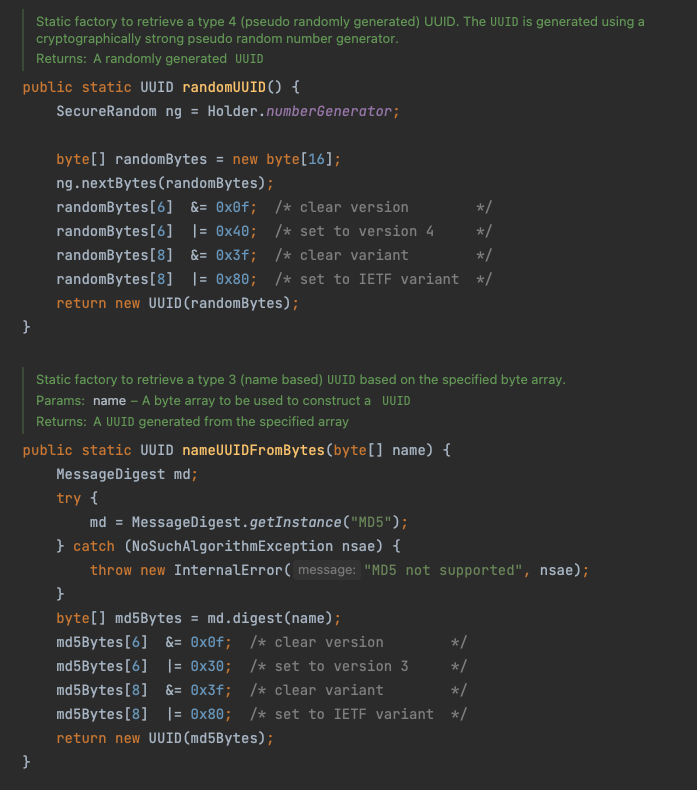 Static factory to retrieve a type 4 (pseudo randomly generated) UUID. The UUID is generated using a
cryptographically strong pseudo random number generator.
Returns: A randomly generated UUID
public static UUID randomUUID() {
    SecureRandom ng = Holder.numberGenerator;

    byte[] randomBytes = new byte[16];
    ng.nextBytes(randomBytes);
    randomBytes[6]  &= 0x0f;  /* clear version        */
    randomBytes[6]  |= 0x40;  /* set to version 4     */
    randomBytes[8]  &= 0x3f;  /* clear variant        */
    randomBytes[8]  |= 0x80;  /* set to IETF variant  */
    return new UUID(randomBytes);
}

Static factory to retrieve a type 3 (name based) UUID based on the specified byte array.
Params: name – A byte array to be used to construct a UUID
Returns: A UUID generated from the specified array
public static UUID nameUUIDFromBytes(byte[] name) {
    MessageDigest md;
    try {
        md = MessageDigest.getInstance("MD5");
    } catch (NoSuchAlgorithmException nsae) {
        throw new InternalError( message: "MD5 not supported", nsae);
    }
    byte[] md5Bytes = md.digest(name);
    md5Bytes[6]  &= 0x0f;  /* clear version        */
    md5Bytes[6]  |= 0x30;  /* set to version 3     */
    md5Bytes[8]  &= 0x3f;  /* clear variant        */
    md5Bytes[8]  |= 0x80;  /* set to IETF variant  */
    return new UUID(md5Bytes);
}